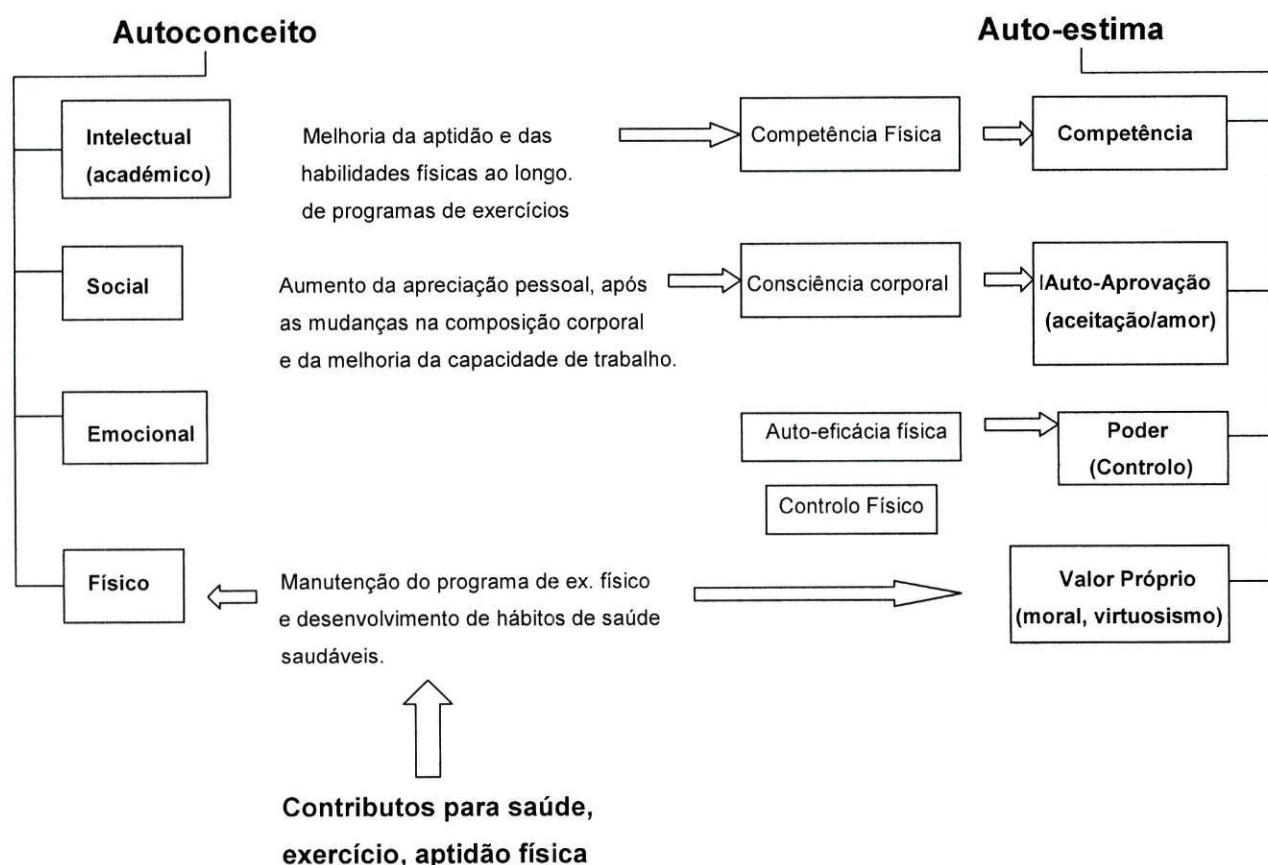 Autoconceito
Auto-estima
Intelectual
(académico)
Melhoria da aptidão e das
habilidades físicas ao longo.
de programas de exercícios
Competência Física
Competência
Social
Aumento da apreciação pessoal, após
as mudanças na composição corporal
e da melhoria da capacidade de trabalho.
Consciência corporal
Auto-Aprovação
(aceitação/amor)
Emocional
Auto-eficácia física
Poder
(Controlo)
Controlo Físico
Físico
Manutenção do programa de ex. físico
e desenvolvimento de hábitos de saúde
saudáveis.
Valor Próprio
(moral, virtuosismo)
Contributos para saúde,
exercício, aptidão física